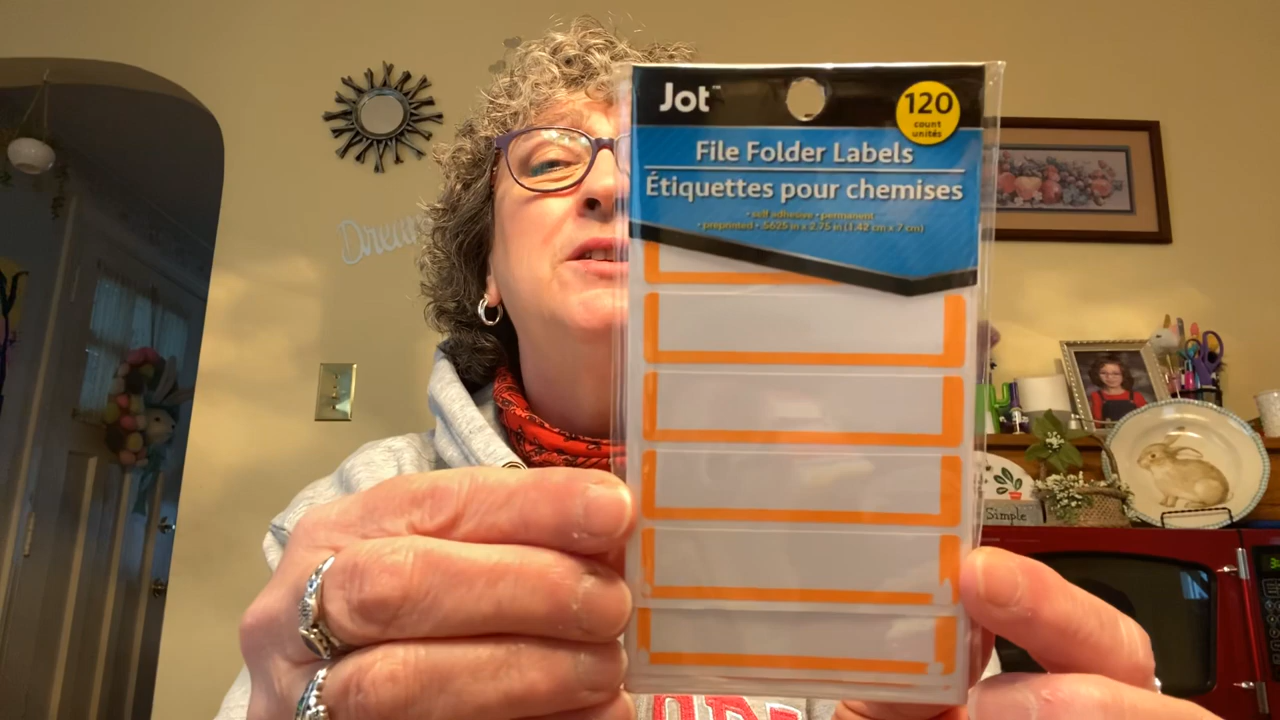 Jot™
120
count
unités
File Folder Labels
Étiquettes pour chemises
• self adhesive • permanent
• preprinted • .5625 in x 2.75 in (1.42 cm x 7 cm)
Simple